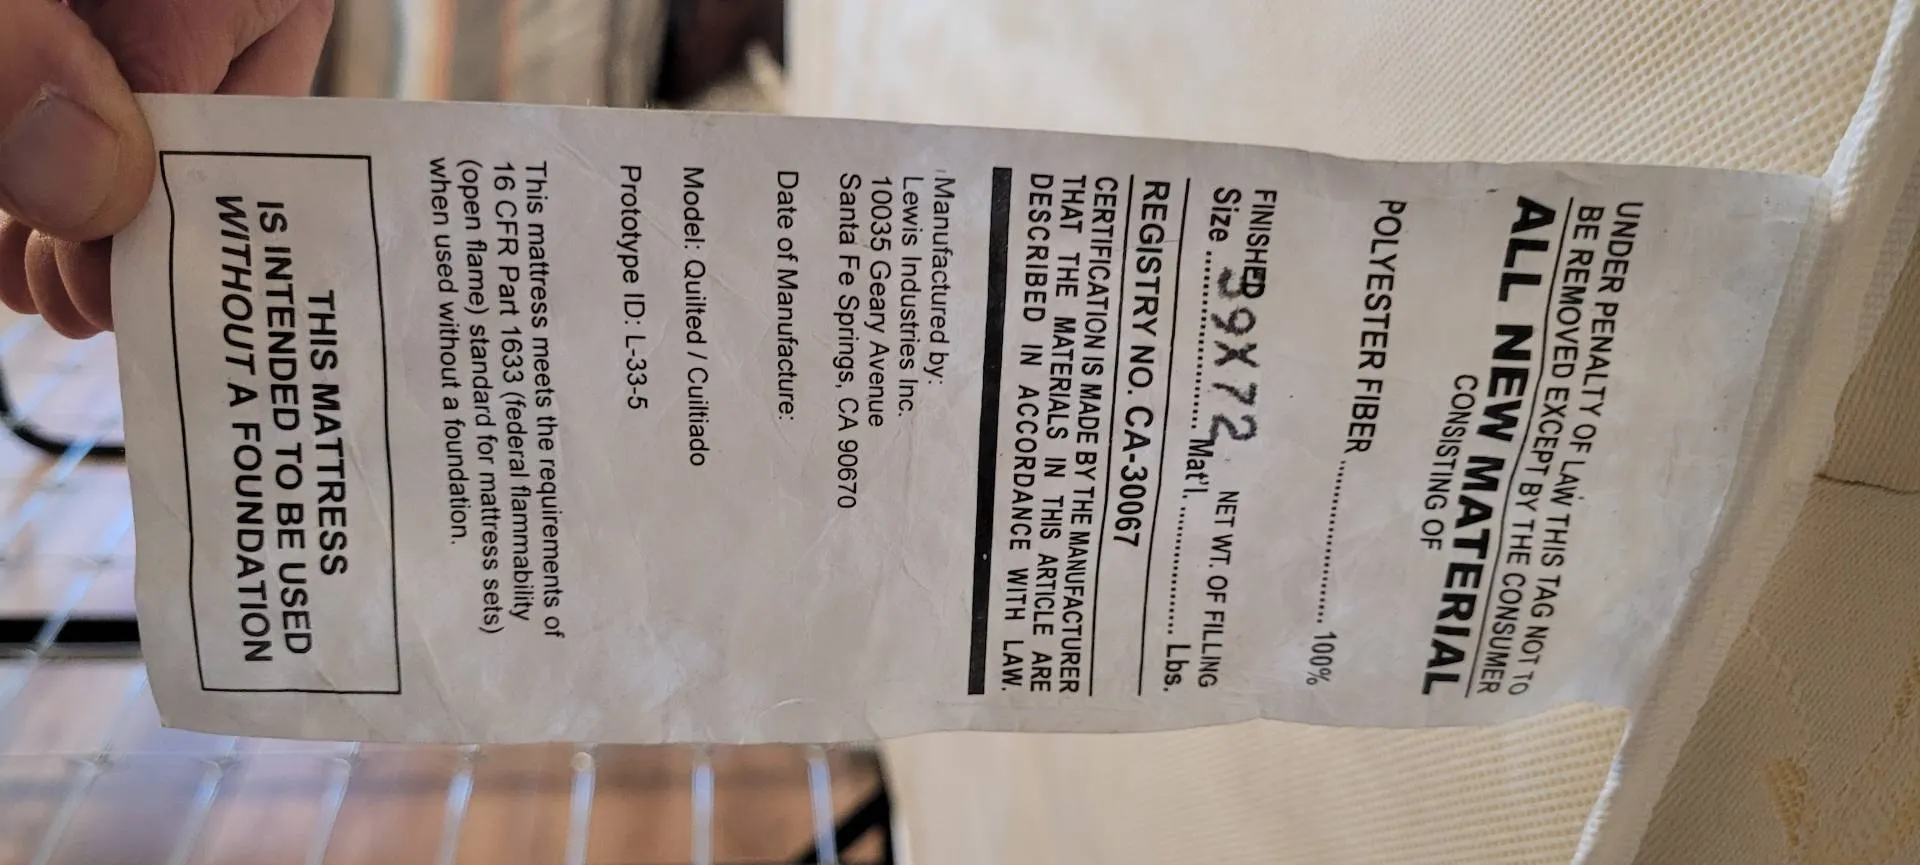 UNDER PENALTY OF LAW THIS TAG NOT TO
BE REMOVED EXCEPT BY THE CONSUMER
ALL NEW MATERIAL
CONSISTING OF
POLYESTER FIBER .............................. 100%
FINISHED
Size ........................ Mat'l. NET WT. OF FILLING
39X72
.................... Lbs.
REGISTRY NO. CA-30067
CERTIFICATION IS MADE BY THE MANUFACTURER
THAT THE MATERIALS IN THIS ARTICLE ARE
DESCRIBED IN ACCORDANCE WITH LAW.
Manufactured by:
Lewis Industries Inc.
10035 Geary Avenue
Santa Fe Springs, CA 90670
Date of Manufacture:
Model: Quilted / Cuiltiado
Prototype ID: L-33-5
This mattress meets the requirements of
16 CFR Part 1633 (federal flammability
(open flame) standard for mattress sets)
when used without a foundation.
THIS MATTRESS
IS INTENDED TO BE USED
WITHOUT A FOUNDATION